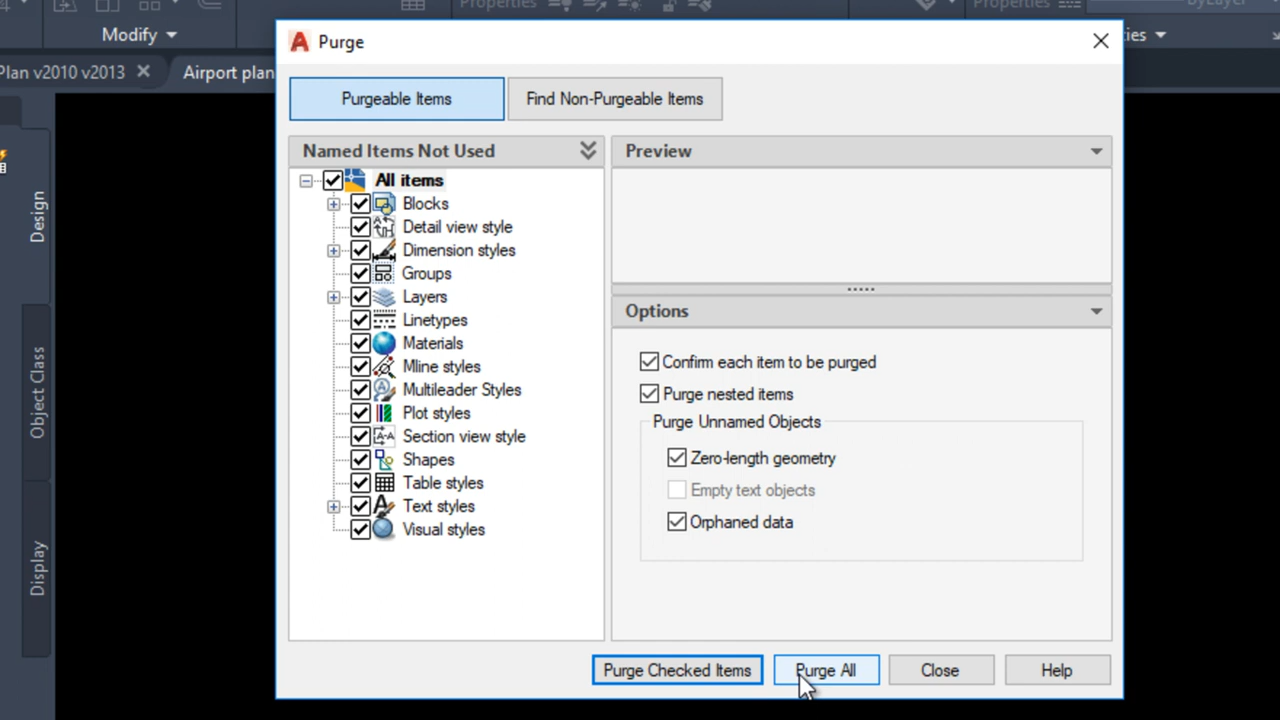 Properties
Properties
ByLayer
Modify
ies
Plan v2010 v2013
Airport plan
Purge
Purgeable Items
Find Non-Purgeable Items
Named Items Not Used
Preview
All items
Blocks
Detail view style
Dimension styles
Groups
Layers
Linetypes
Materials
Mline styles
Multileader Styles
Plot styles
Section view style
Shapes
Table styles
Text styles
Visual styles
Options
Confirm each item to be purged
Purge nested items
Purge Unnamed Objects
Zero-length geometry
Empty text objects
Orphaned data
Purge Checked Items
Purge All
Close
Help
Design
Object Class
Display